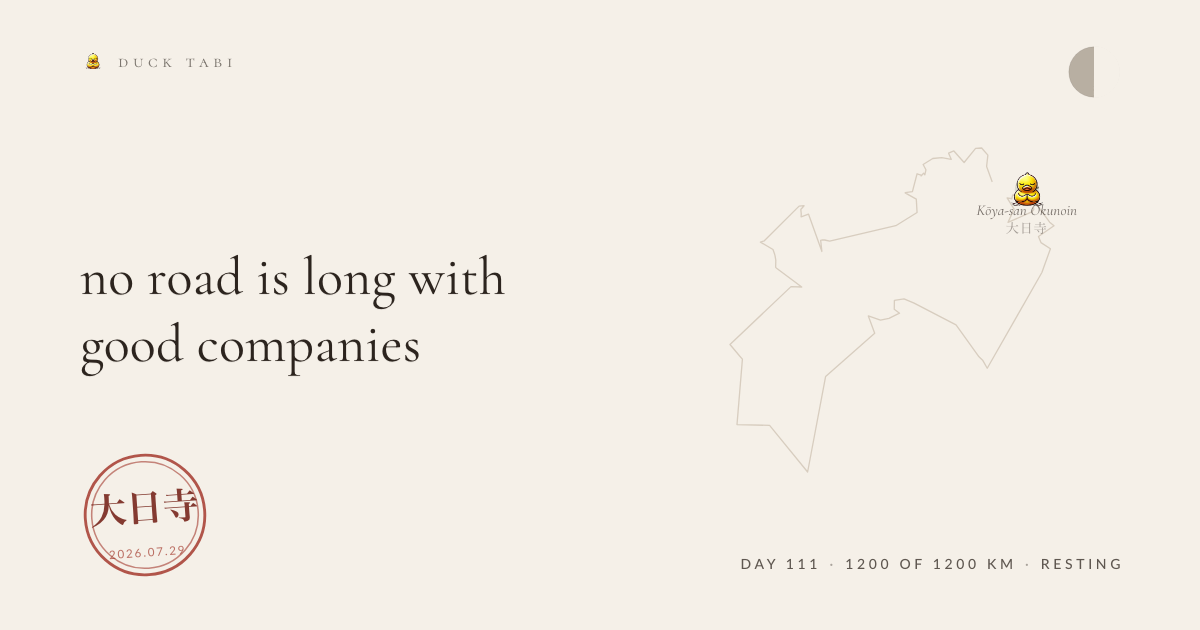 DUCK TABI
Kōya-san Okunoin
大日寺
no road is long with
good companies
大日寺
2026.07.29
DAY 111 · 1200 OF 1200 KM · RESTING